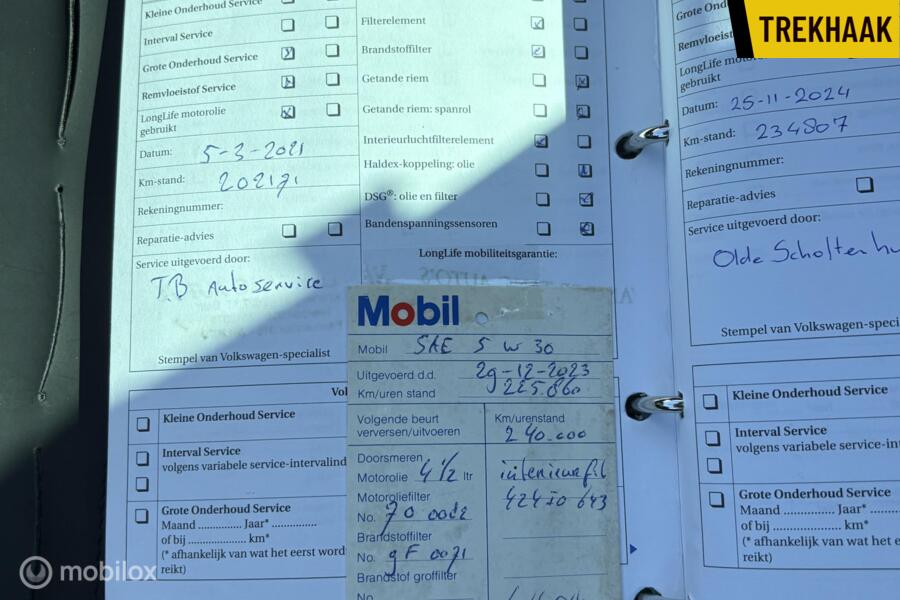 Kleine Onderhoud Service
Interval Service
Grote Onderhoud Service
Remvloeistof Service
LongLife motorolie
gebruikt
Datum: 5-3-2021
Km-stand: 202171
Rekeningnummer:
Reparatie-advies
Service uitgevoerd door:
T.B Autoservice
Stempel van Volkswagen-specialist
Filterelement
Brandstoffilter
Getande riem
Getande riem: spanrol
Interieurluchtfilterelement
Haldex-koppeling: olie
DSG®: olie en filter
Bandenspanningssensoren
LongLife mobiliteitsgarantie:
Mobil
Mobil SAE 5 w 30
Uitgevoerd d.d. 29-12-2023
Km/uren stand 225.860
Volgende beurt
verversen/uitvoeren
Km/urenstand
240.000
Doorsmeren
Motorolie 4 1/2 ltr
Motoroliefilter
No.
Brandstoffilter
No.
Brandstof groffilter
No.
Kleine Onderhoud Service
Interval Service
volgens variabele service-intervalind
Grote Onderhoud Service
Maand .............. Jaar* ..............
of bij .................. km*
(* afhankelijk van wat het eerst word
reikt)
Grote On
Remvloeist
LongLife moto
gebruikt
Datum: 25-11-2024
Km-stand: 234807
Rekeningnummer:
Reparatie-advies
Service uitgevoerd door:
Olde Scholtenhu
Stempel van Volkswagen-speci
Kleine Onderhoud Service
Interval Service
volgens variabele service-in
Grote Onderhoud Service
Maand .............. Jaar*
of bij .................. km*
(* afhankelijk van wat het
reikt)
TREKHAAK
mobilox